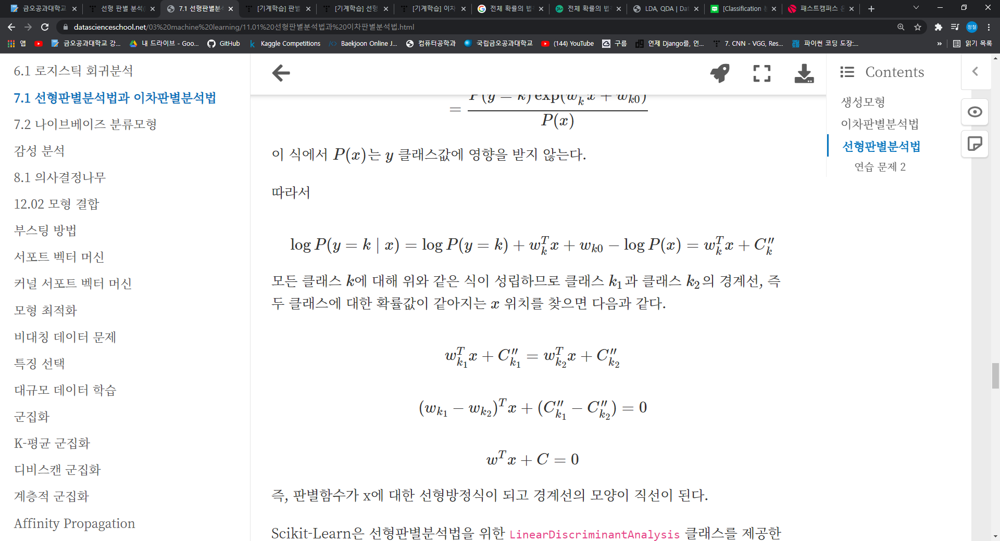 금오공과대학교
선형 판별 분석(
7.1 선형판별분석
[기계학습] 판별
[기계학습] 선형
[기계학습] 이차
전체 확률의 법칙
전체 확률의 법칙
LDA, QDA | Dat
[Classification
패스트캠퍼스 온
datascienceschool.net/03%20machine%20learning/11.01%20선형판별분석법과%20이차판별분석법.html
정철
앱
금오공과대학교 강...
내 드라이브 - Goo...
GitHub
Kaggle Competitions
Baekjoon Online J...
컴퓨터공학과
국립금오공과대학교
(144) YouTube
구름
언제 Django를, 언...
7. CNN - VGG, Res...
파이썬 코딩 도장:...
»
읽기 목록
6.1 로지스틱 회귀분석
7.1 선형판별분석법과 이차판별분석법
7.2 나이브베이즈 분류모형
감성 분석
8.1 의사결정나무
12.02 모형 결합
부스팅 방법
서포트 벡터 머신
커널 서포트 벡터 머신
모형 최적화
비대칭 데이터 문제
특징 선택
대규모 데이터 학습
군집화
K-평균 군집화
디비스캔 군집화
계층적 군집화
Affinity Propagation
= P(y = k) exp(w_k^T x + w_{k0}) / P(x)
이 식에서 P(x)는 y 클래스값에 영향을 받지 않는다.
따라서
log P(y = k | x) = log P(y = k) + w_k^T x + w_{k0} − log P(x) = w_k^T x + C''_k
모든 클래스 k에 대해 위와 같은 식이 성립하므로 클래스 k_1과 클래스 k_2의 경계선, 즉
두 클래스에 대한 확률값이 같아지는 x 위치를 찾으면 다음과 같다.
w_{k_1}^T x + C''_{k_1} = w_{k_2}^T x + C''_{k_2}
(w_{k_1} − w_{k_2})^T x + (C''_{k_1} − C''_{k_2}) = 0
w^T x + C = 0
즉, 판별함수가 x에 대한 선형방정식이 되고 경계선의 모양이 직선이 된다.
Scikit-Learn은 선형판별분석법을 위한 LinearDiscriminantAnalysis 클래스를 제공한
Contents
생성모형
이차판별분석법
선형판별분석법
연습 문제 2